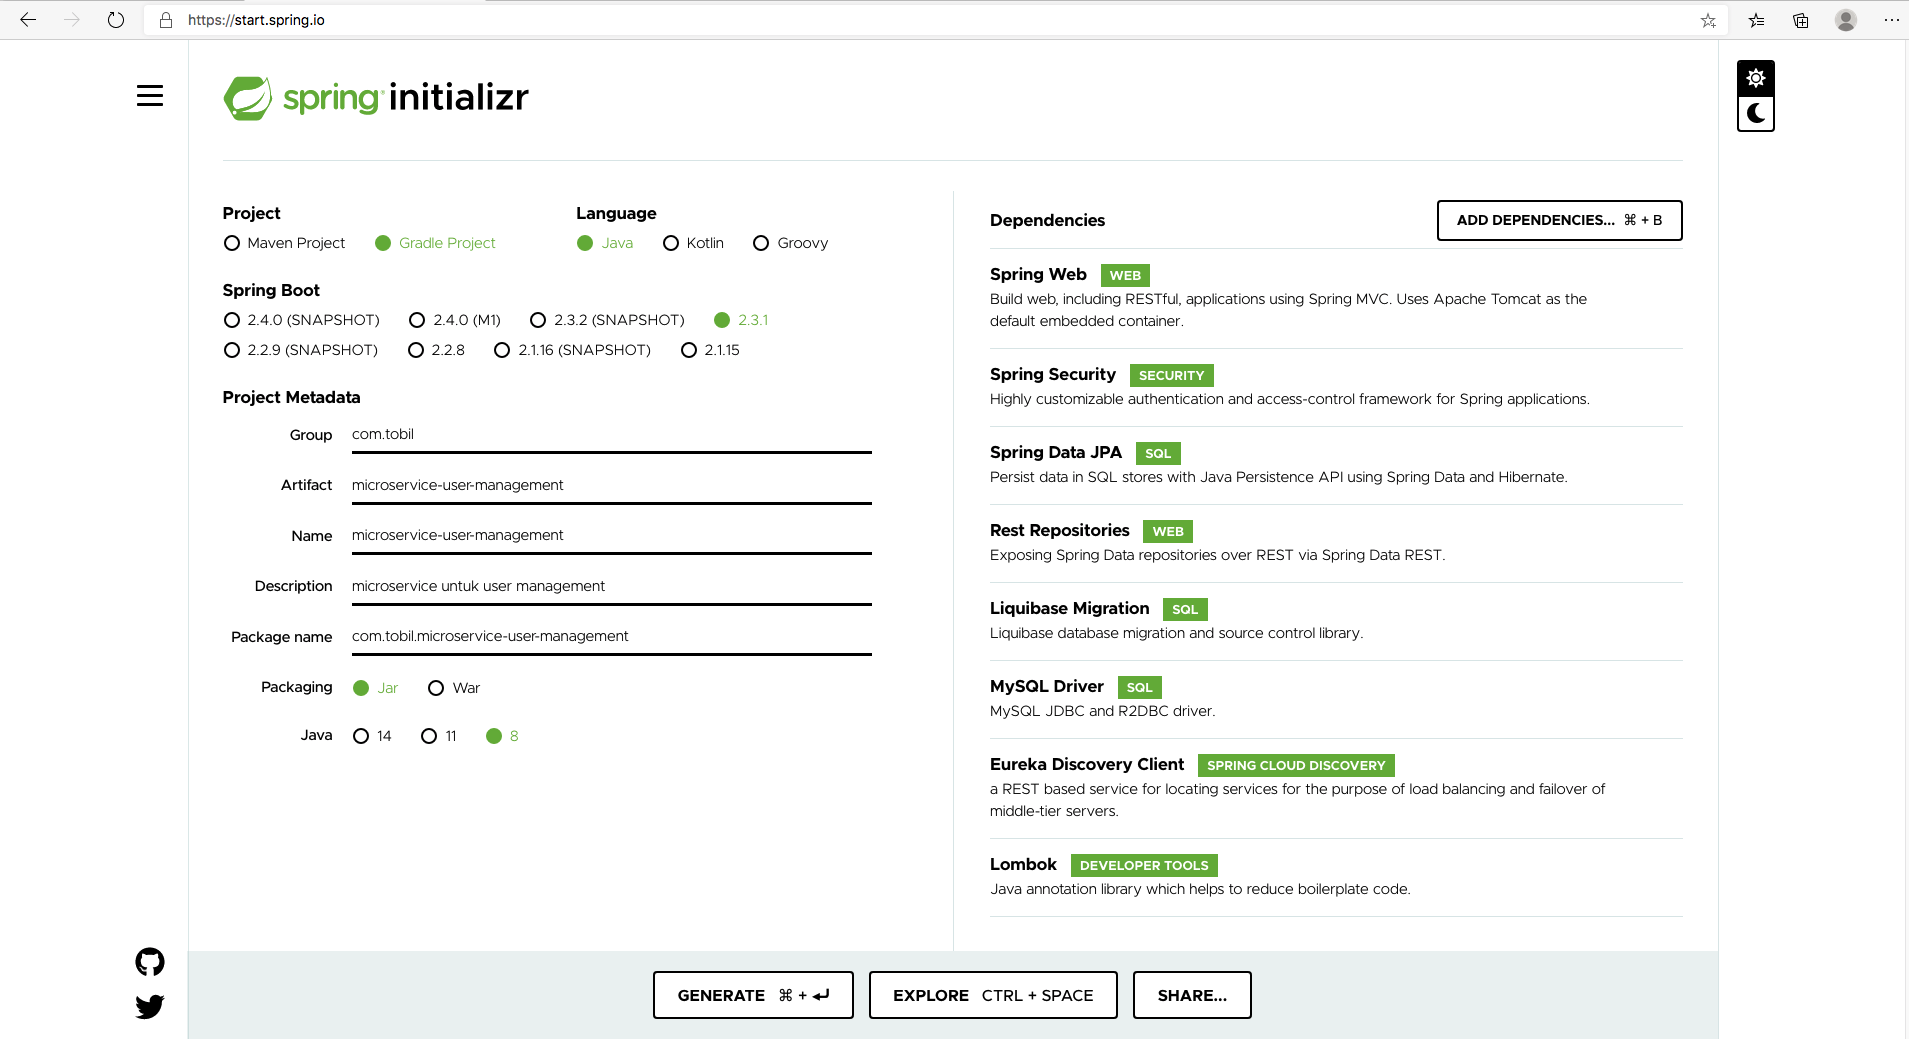 https://start.spring.io
spring initializr
Project
Maven Project Gradle Project
Language
Java Kotlin Groovy
Spring Boot
2.4.0 (SNAPSHOT) 2.4.0 (M1) 2.3.2 (SNAPSHOT) 2.3.1
2.2.9 (SNAPSHOT) 2.2.8 2.1.16 (SNAPSHOT) 2.1.15
Project Metadata
Group com.tobil
Artifact microservice-user-management
Name microservice-user-management
Description microservice untuk user management
Package name com.tobil.microservice-user-management
Packaging Jar War
Java 14 11 8
Dependencies ADD DEPENDENCIES... ⌘ + B
Spring Web WEB
Build web, including RESTful, applications using Spring MVC. Uses Apache Tomcat as the
default embedded container.
Spring Security SECURITY
Highly customizable authentication and access-control framework for Spring applications.
Spring Data JPA SQL
Persist data in SQL stores with Java Persistence API using Spring Data and Hibernate.
Rest Repositories WEB
Exposing Spring Data repositories over REST via Spring Data REST.
Liquibase Migration SQL
Liquibase database migration and source control library.
MySQL Driver SQL
MySQL JDBC and R2DBC driver.
Eureka Discovery Client SPRING CLOUD DISCOVERY
a REST based service for locating services for the purpose of load balancing and failover of
middle-tier servers.
Lombok DEVELOPER TOOLS
Java annotation library which helps to reduce boilerplate code.
GENERATE ⌘ + ↵ EXPLORE CTRL + SPACE SHARE...